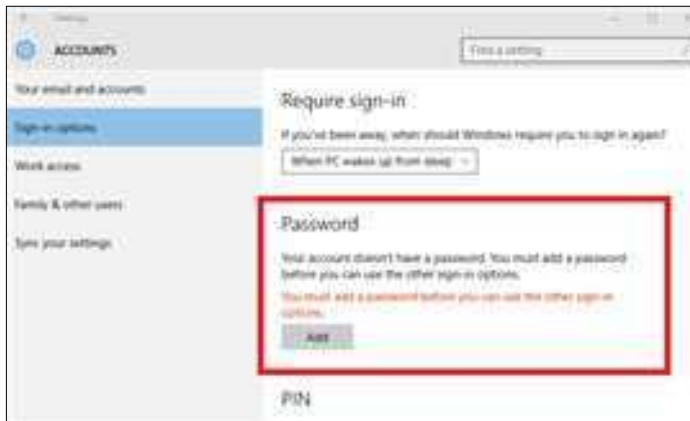 Settings
ACCOUNTS
Find a setting
Your email and accounts
Sign-in options
Work access
Family & other users
Sync your settings
Require sign-in
If you've been away, when should Windows require you to sign in again?
When PC wakes up from sleep
Password
Your account doesn't have a password. You must add a password
before you can use the other sign-in options.
You must add a password before you can use the other sign-in
options.
Add
PIN